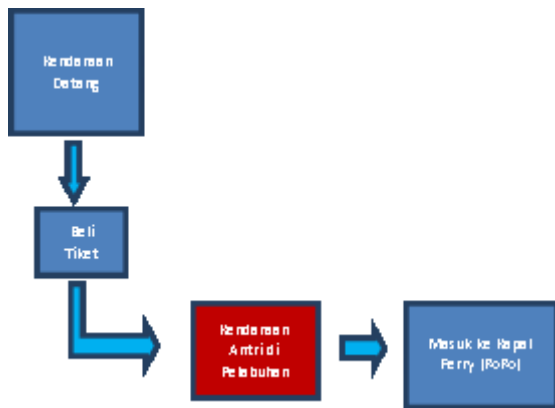 Kendaraan
Datang
Beli
Tiket
Kendaraan
Antri di
Pelabuhan
Masuk ke Kapal
Ferry (RoRo)